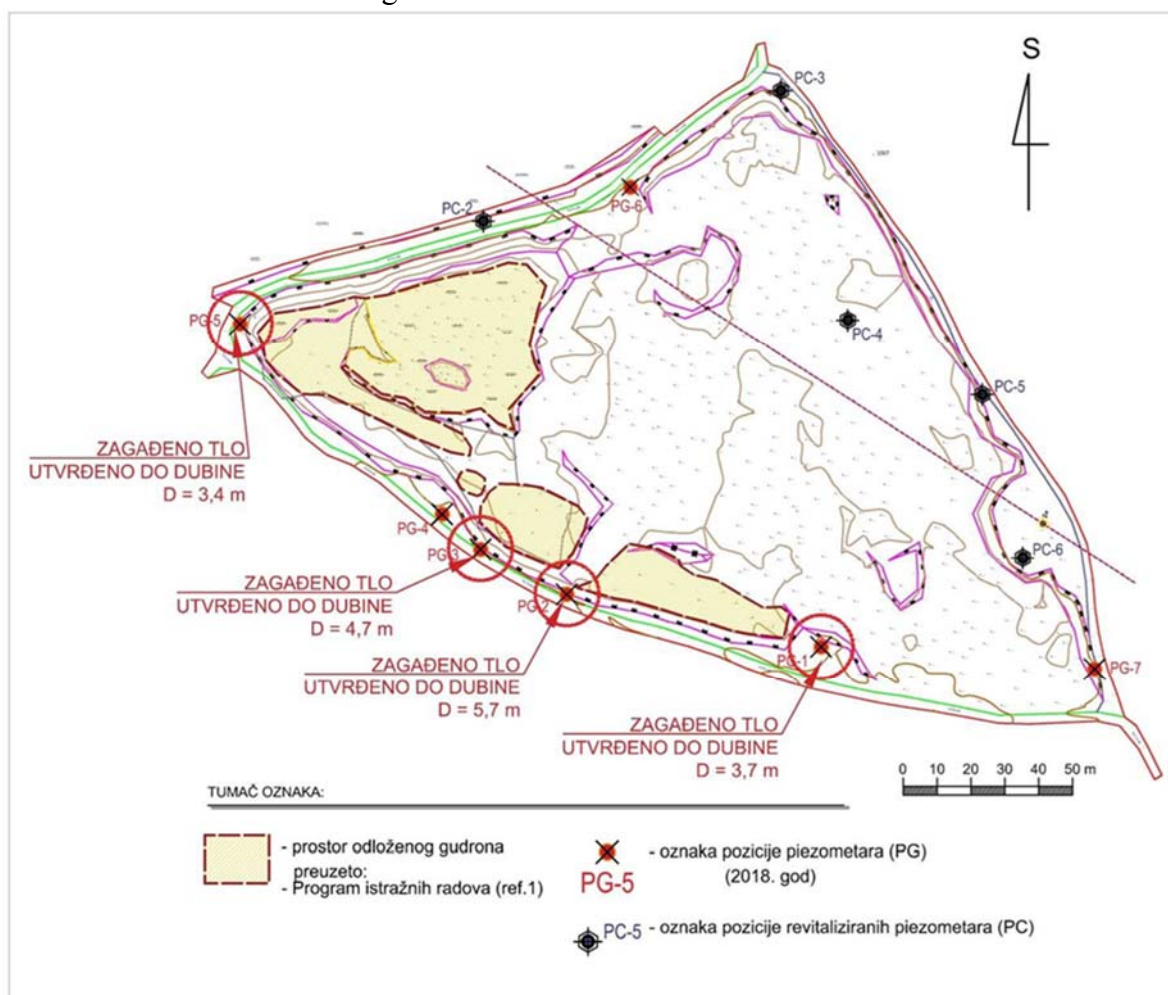 S
PC-3
PC-2
PG-6
PG-5
PC-4
PC-5
ZAGAĐENO TLO
UTVRĐENO DO DUBINE
D = 3,4 m
PG-4
PG-3
PC-6
ZAGAĐENO TLO
UTVRĐENO DO DUBINE
D = 4,7 m
PG-2
PG-1
PG-7
ZAGAĐENO TLO
UTVRĐENO DO DUBINE
D = 5,7 m
ZAGAĐENO TLO
UTVRĐENO DO DUBINE
D = 3,7 m
0 10 20 30 40 50 m
TUMAČ OZNAKA:
- prostor odloženog gudrona
preuzeto:
- Program istražnih radova (ref.1)
PG-5
- oznaka pozicije piezometara (PG)
(2018. god)
PC-5 - oznaka pozicije revitaliziranih piezometara (PC)